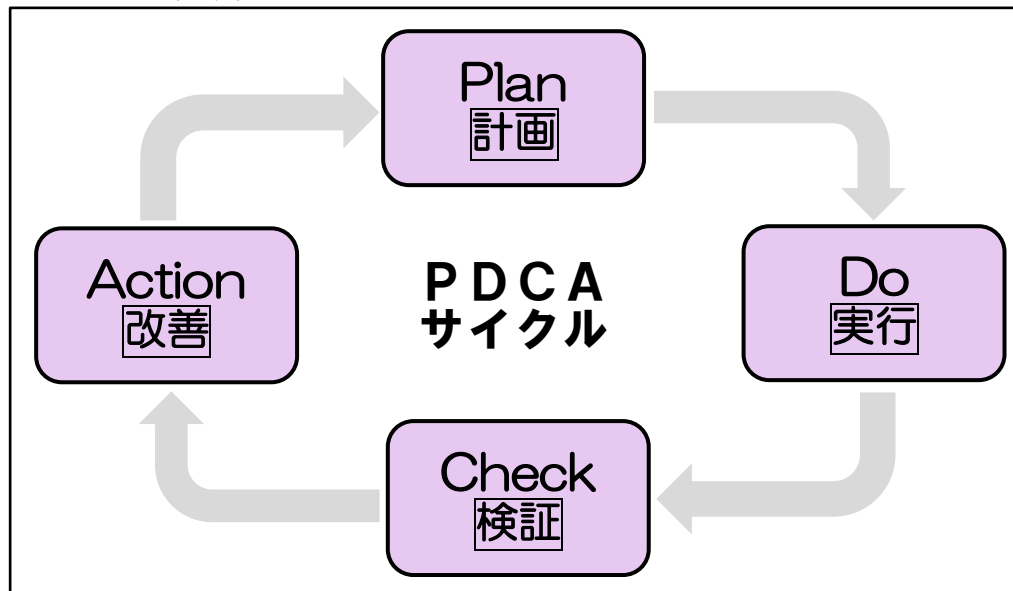 Plan
計画
Action
改善
PDCA
サイクル
Do
実行
Check
検証